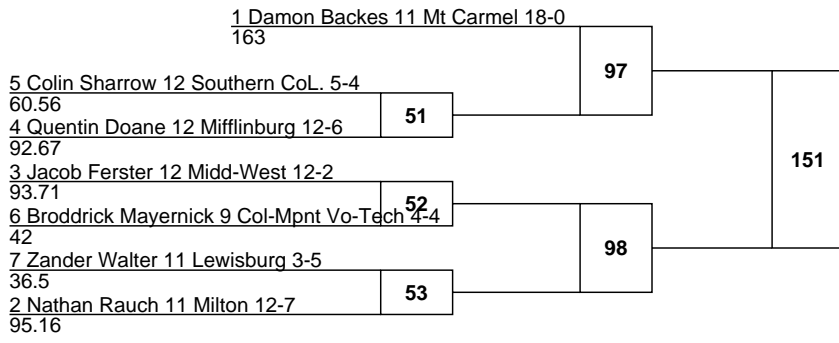 1 Damon Backes 11 Mt Carmel 18-0
163
97
5 Colin Sharrow 12 Southern CoL. 5-4
60.56
51
4 Quentin Doane 12 Mifflinburg 12-6
92.67
151
3 Jacob Ferster 12 Midd-West 12-2
93.71
52
6 Broddrick Mayernick 9 Col-Mpnt Vo-Tech 4-4
42
98
7 Zander Walter 11 Lewisburg 3-5
36.5
53
2 Nathan Rauch 11 Milton 12-7
95.16